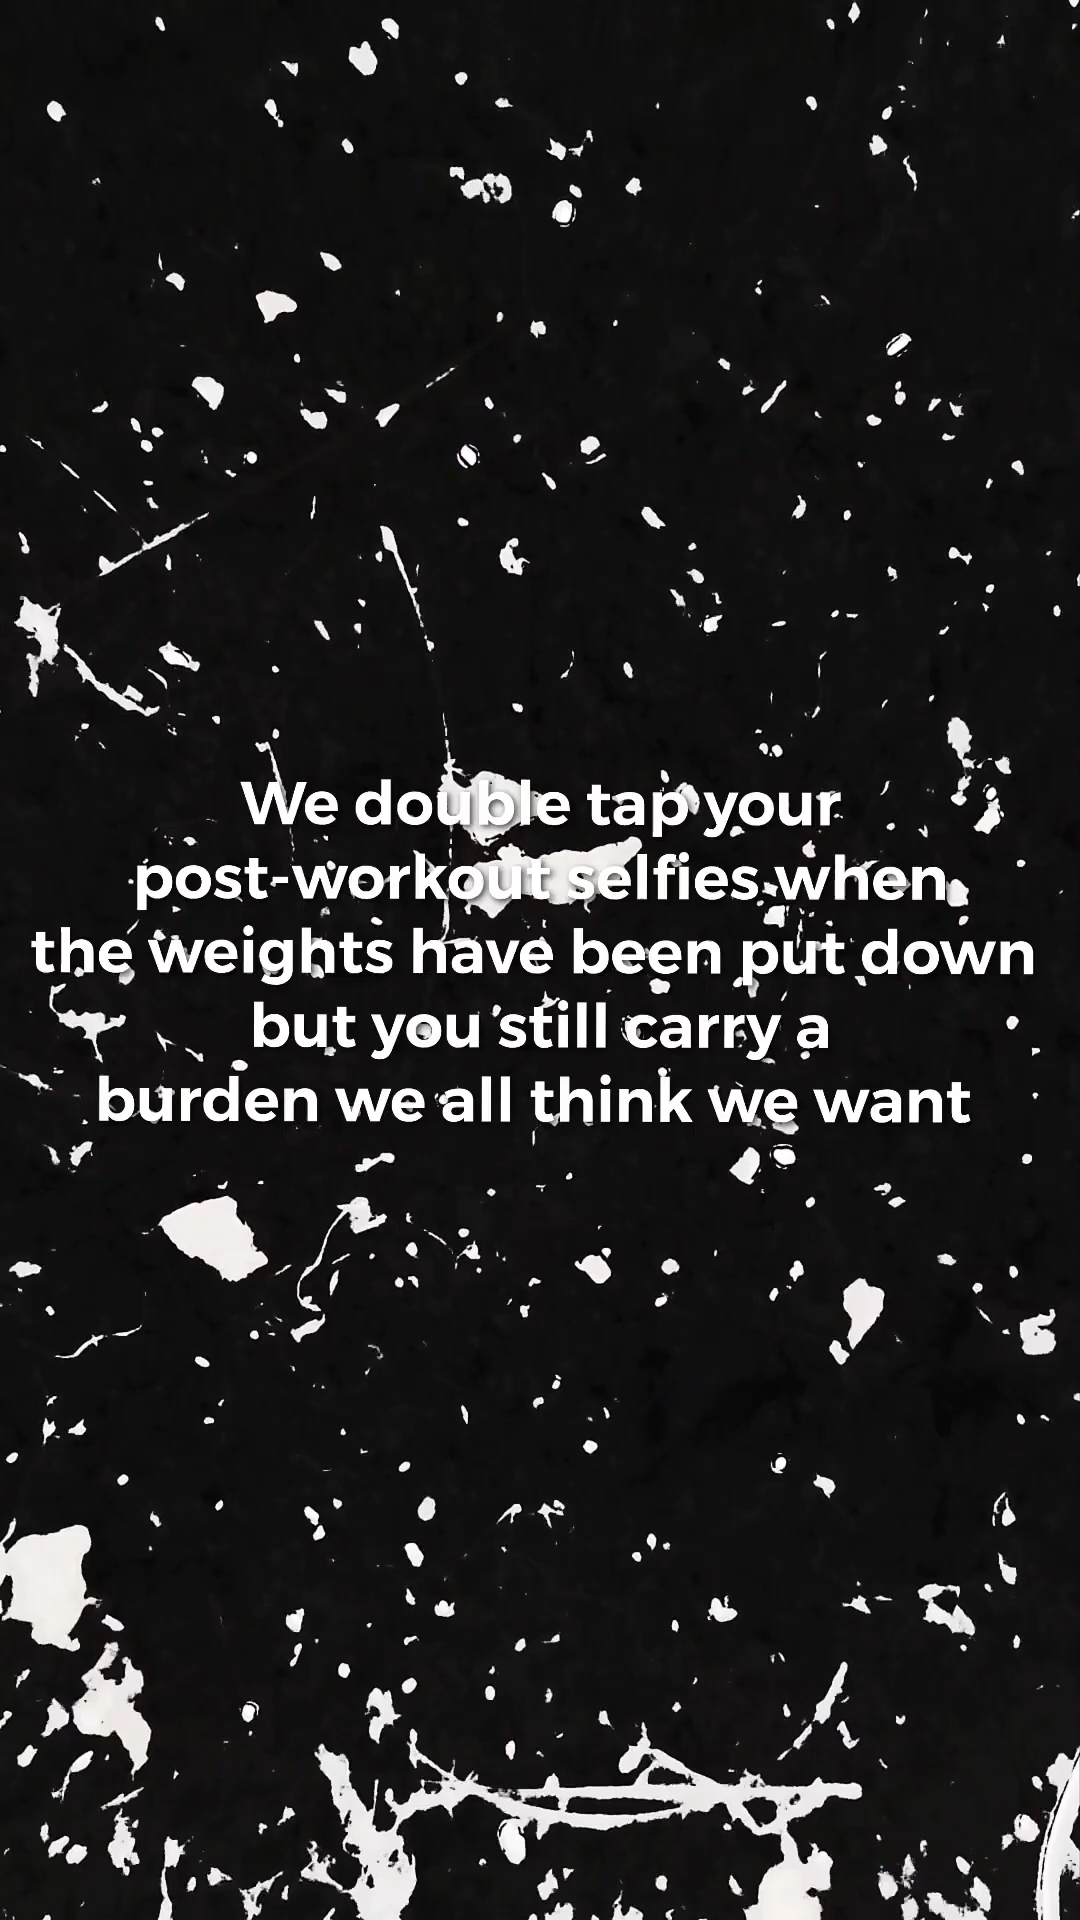 We double tap your
post-workout selfies when
the weights have been put down
but you still carry a
burden we all think we want